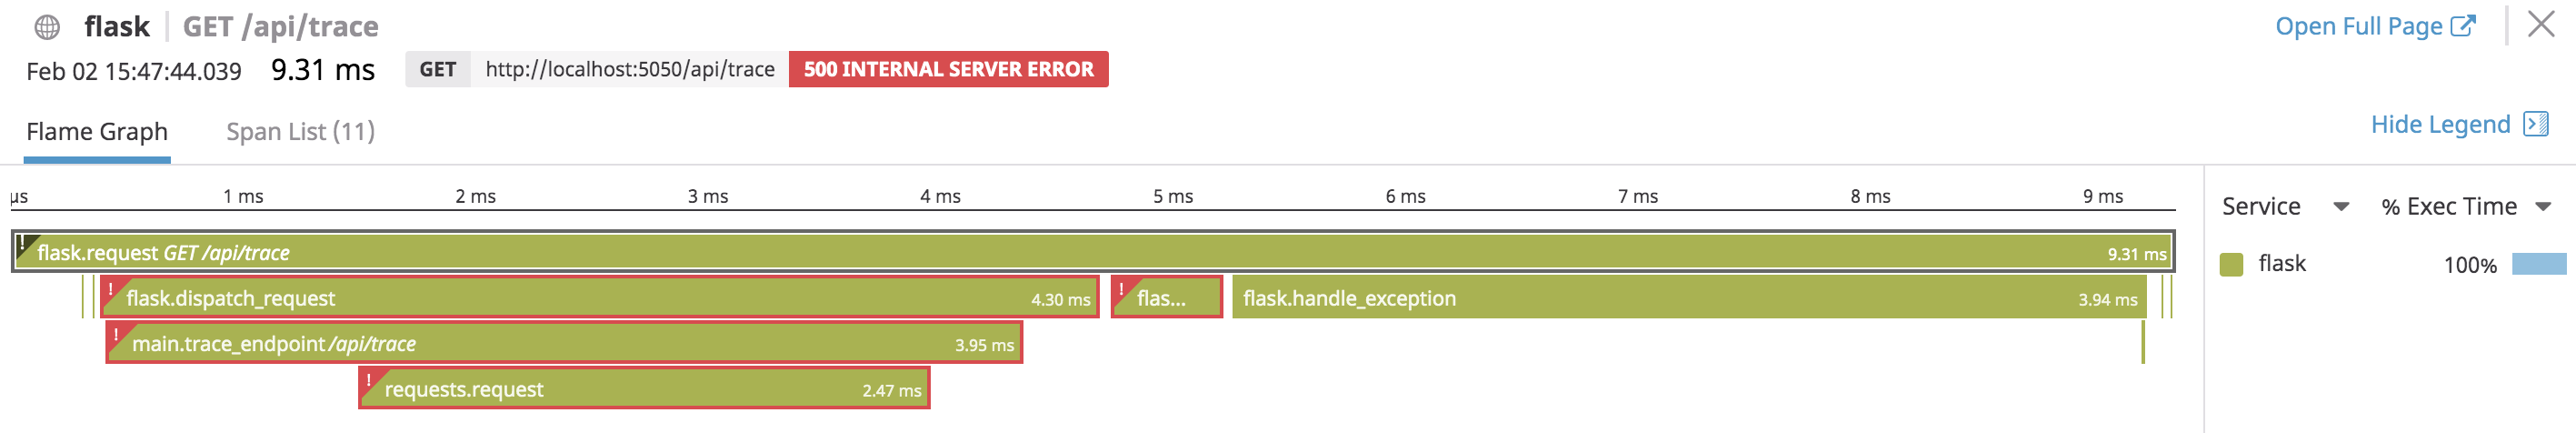 flask GET /api/trace Open Full Page
Feb 02 15:47:44.039 9.31 ms GET http://localhost:5050/api/trace 500 INTERNAL SERVER ERROR
Flame Graph Span List (11) Hide Legend
µs 1 ms 2 ms 3 ms 4 ms 5 ms 6 ms 7 ms 8 ms 9 ms
Service % Exec Time
! flask.request GET /api/trace 9.31 ms
flask 100%
! flask.dispatch_request 4.30 ms ! flas... flask.handle_exception 3.94 ms
! main.trace_endpoint /api/trace 3.95 ms
! requests.request 2.47 ms